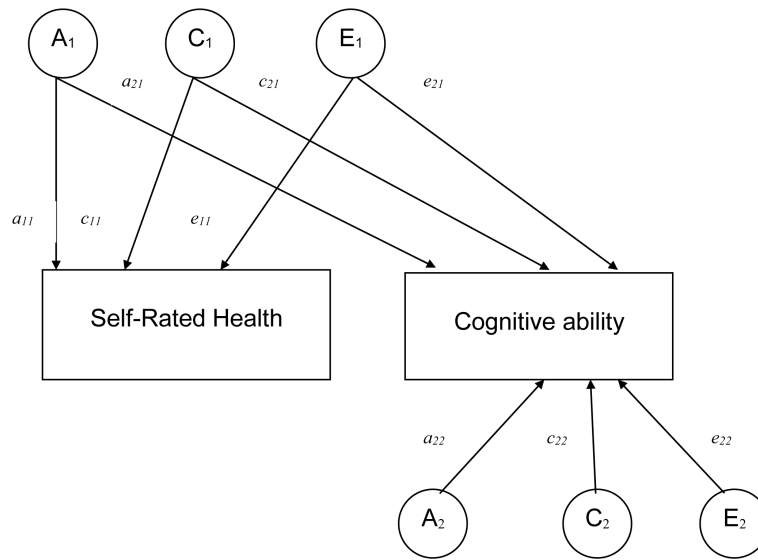 A1 C1 E1
a21 c21 e21
a11 c11 e11
Self-Rated Health Cognitive ability
a22 c22 e22
A2 C2 E2